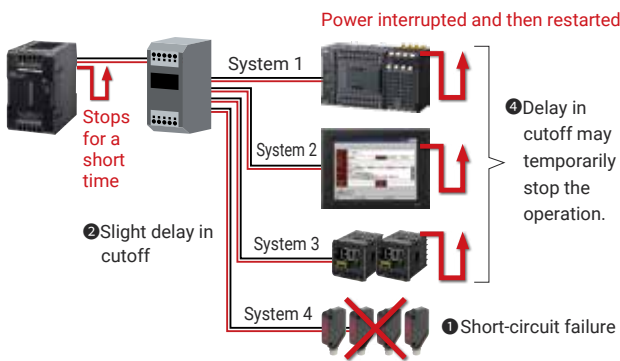 Power interrupted and then restarted
System 1
Stops
for a
short
time
❹Delay in
cutoff may
temporarily
stop the
operation.
System 2
❷Slight delay in
cutoff
System 3
System 4
❶Short-circuit failure